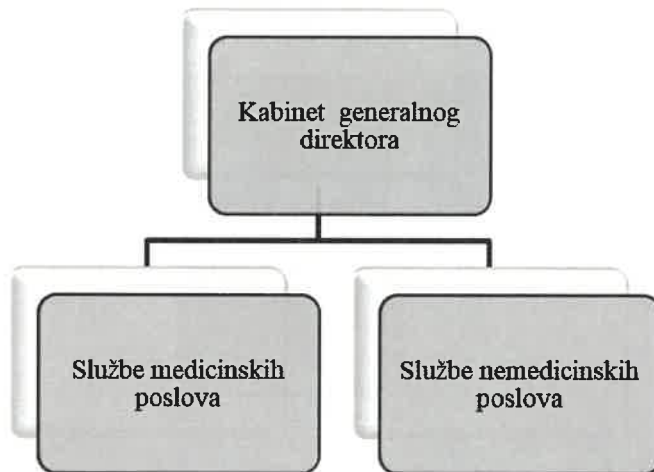 Kabinet generalnog
direktora
Službe medicinskih
poslova
Službe nemedicinskih
poslova